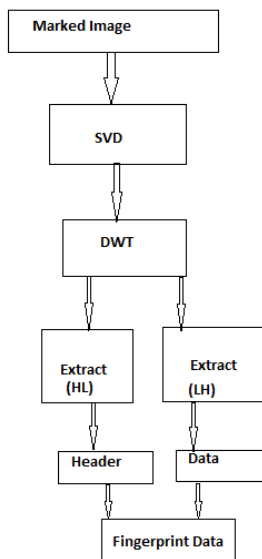 Marked Image
SVD
DWT
Extract
(HL)
Extract
(LH)
Header
Data
Fingerprint Data